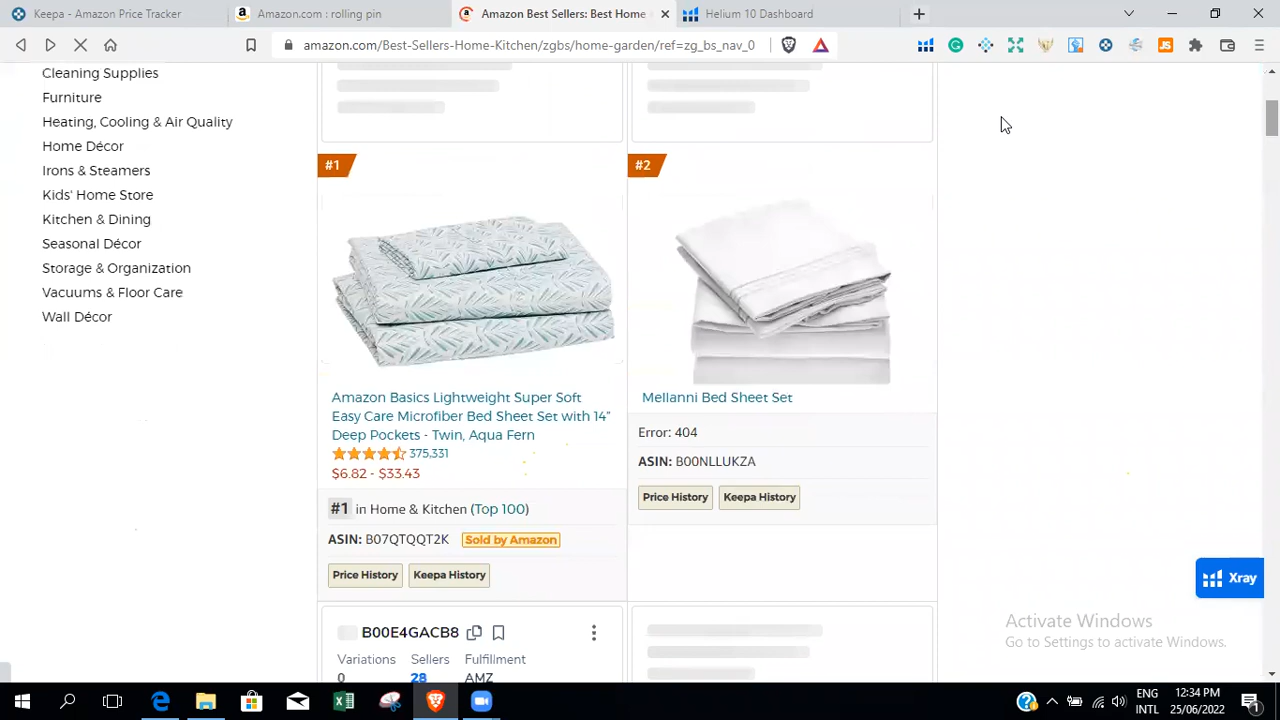 Keepa - Amazon Price Tracker
Amazon.com : rolling pin
Amazon Best Sellers: Best Home
Helium 10 Dashboard
amazon.com/Best-Sellers-Home-Kitchen/zgbs/home-garden/ref=zg_bs_nav_0
JS
Cleaning Supplies
Furniture
Heating, Cooling & Air Quality
Home Décor
Irons & Steamers
Kids' Home Store
Kitchen & Dining
Seasonal Décor
Storage & Organization
Vacuums & Floor Care
Wall Décor
#1
Amazon Basics Lightweight Super Soft
Easy Care Microfiber Bed Sheet Set with 14"
Deep Pockets - Twin, Aqua Fern
375,331
$6.82 - $33.43
#1 in Home & Kitchen (Top 100)
ASIN: B07QTQQT2K Sold by Amazon
Price History Keepa History
#2
Mellanni Bed Sheet Set
Error: 404
ASIN: B00NLLUKZA
Price History Keepa History
B00E4GACB8
Variations Sellers Fulfillment
0 28 AMZ
Xray
Activate Windows
Go to Settings to activate Windows.
ENG
INTL
12:34 PM
25/06/2022
1